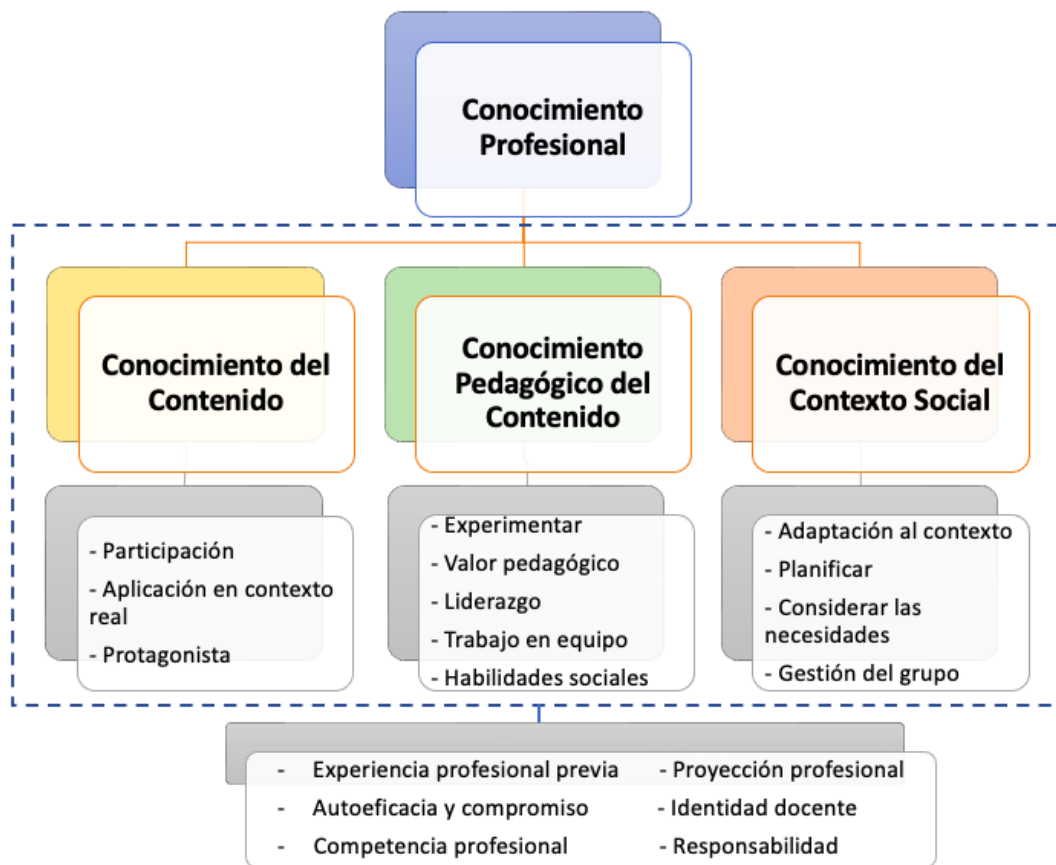 Conocimiento
Profesional
Conocimiento del
Contenido
- Participación
- Aplicación en contexto
real
- Protagonista
Conocimiento
Pedagógico del
Contenido
- Experimentar
- Valor pedagógico
- Liderazgo
- Trabajo en equipo
- Habilidades sociales
Conocimiento del
Contexto Social
- Adaptación al contexto
- Planificar
- Considerar las
necesidades
- Gestión del grupo
- Experiencia profesional previa
- Autoeficacia y compromiso
- Competencia profesional
- Proyección profesional
- Identidad docente
- Responsabilidad